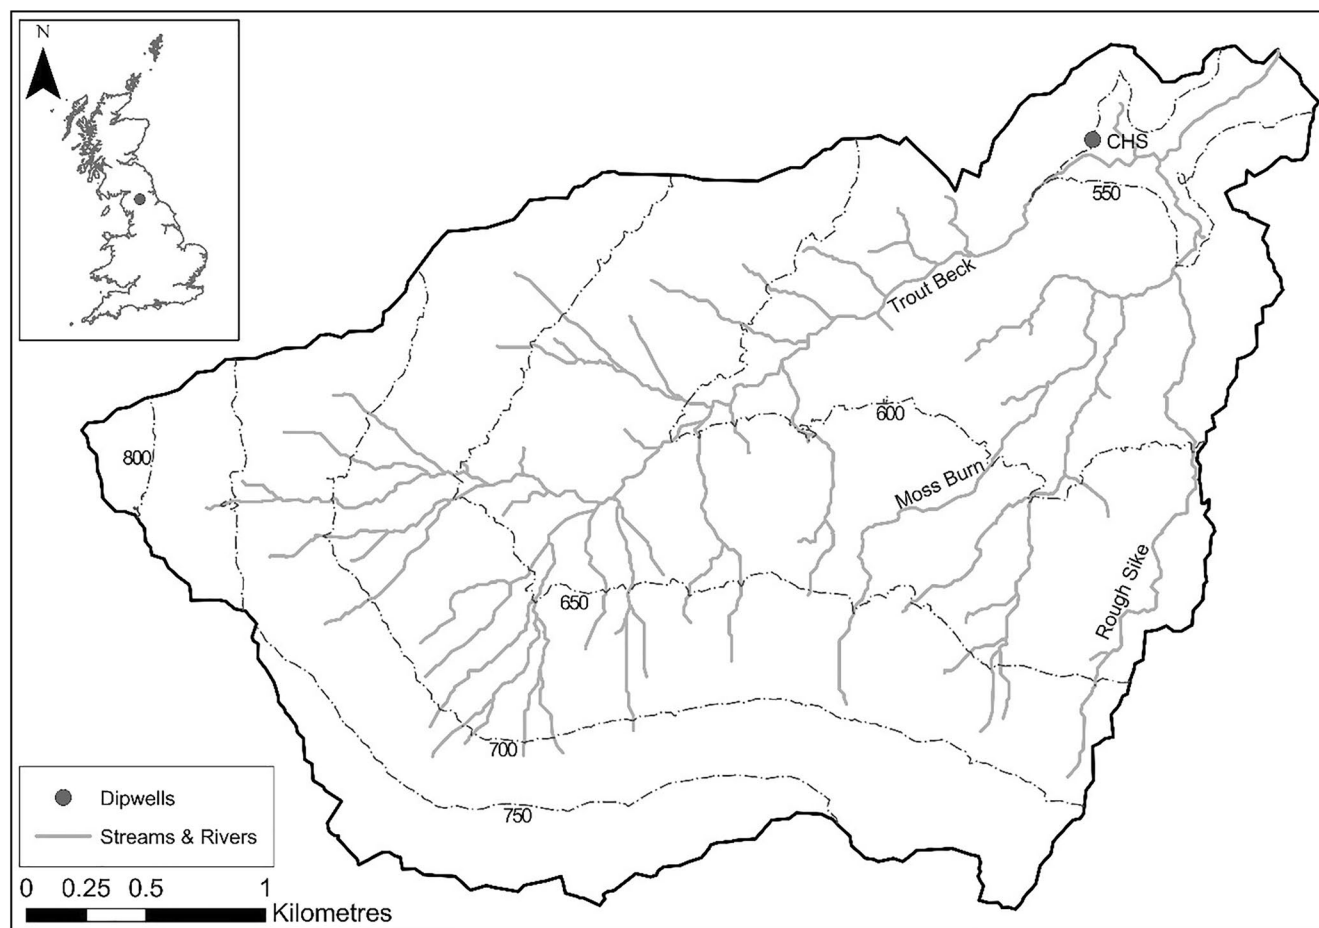 N
CHS
550
Trout Beck
600
800
Moss Burn
650
Rough Sike
700
750
Dipwells
Streams & Rivers
0 0.25 0.5 1
Kilometres